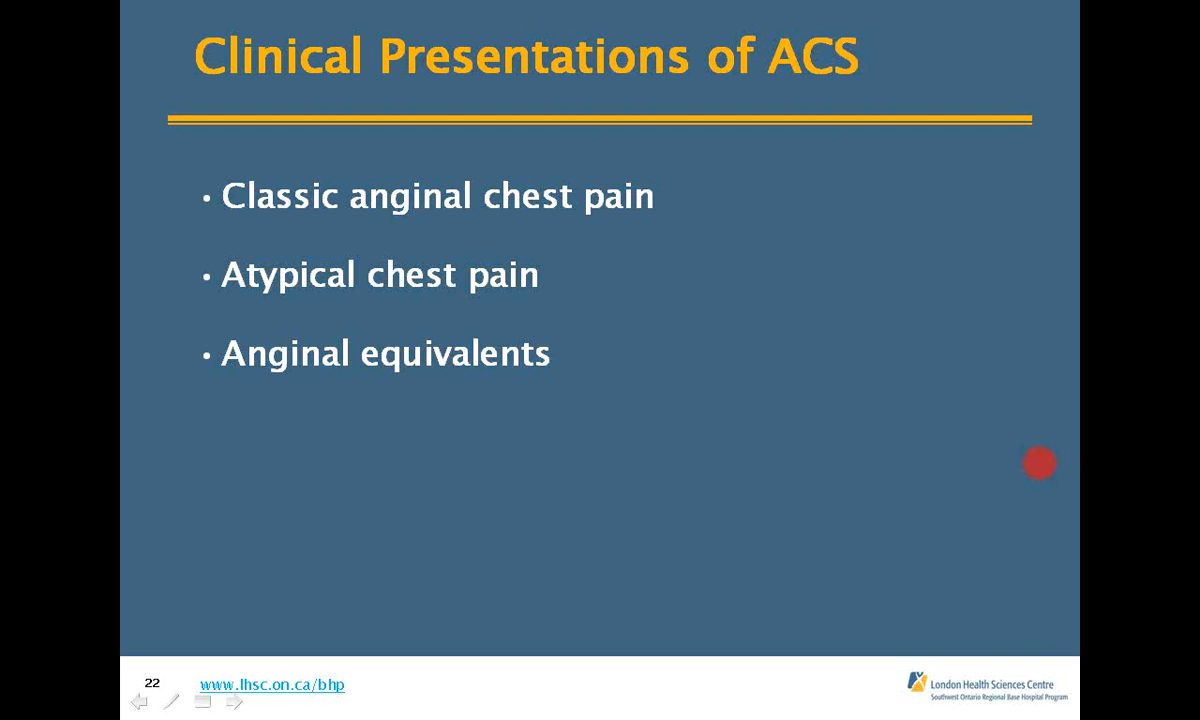 Clinical Presentations of ACS
• Classic anginal chest pain
• Atypical chest pain
• Anginal equivalents
22
www.lhsc.on.ca/bhp
London Health Sciences Centre
Southwest Ontario Regional Base Hospital Program